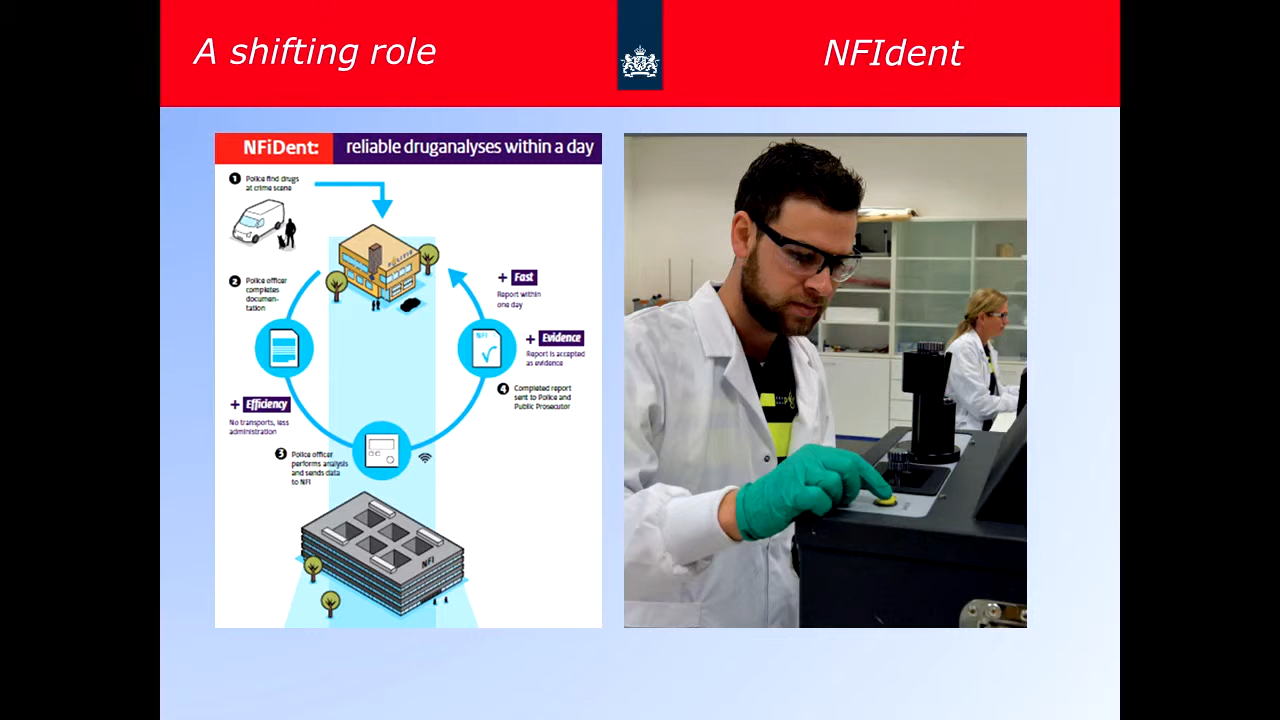 A shifting role
NFIdent
NFiDent:
reliable druganalyses within a day
1 Police find drugs
at crime scene
POLITIE
2 Police officer
completes
documen-
tation
+ Fast
Report within
one day
NFI
+ Evidence
Report is accepted
as evidence
4 Completed report
sent to Police and
Public Prosecutor
+ Efficiency
No transports, less
administration
3 Police officer
performs analysis
and sends data
to NFI
NFI